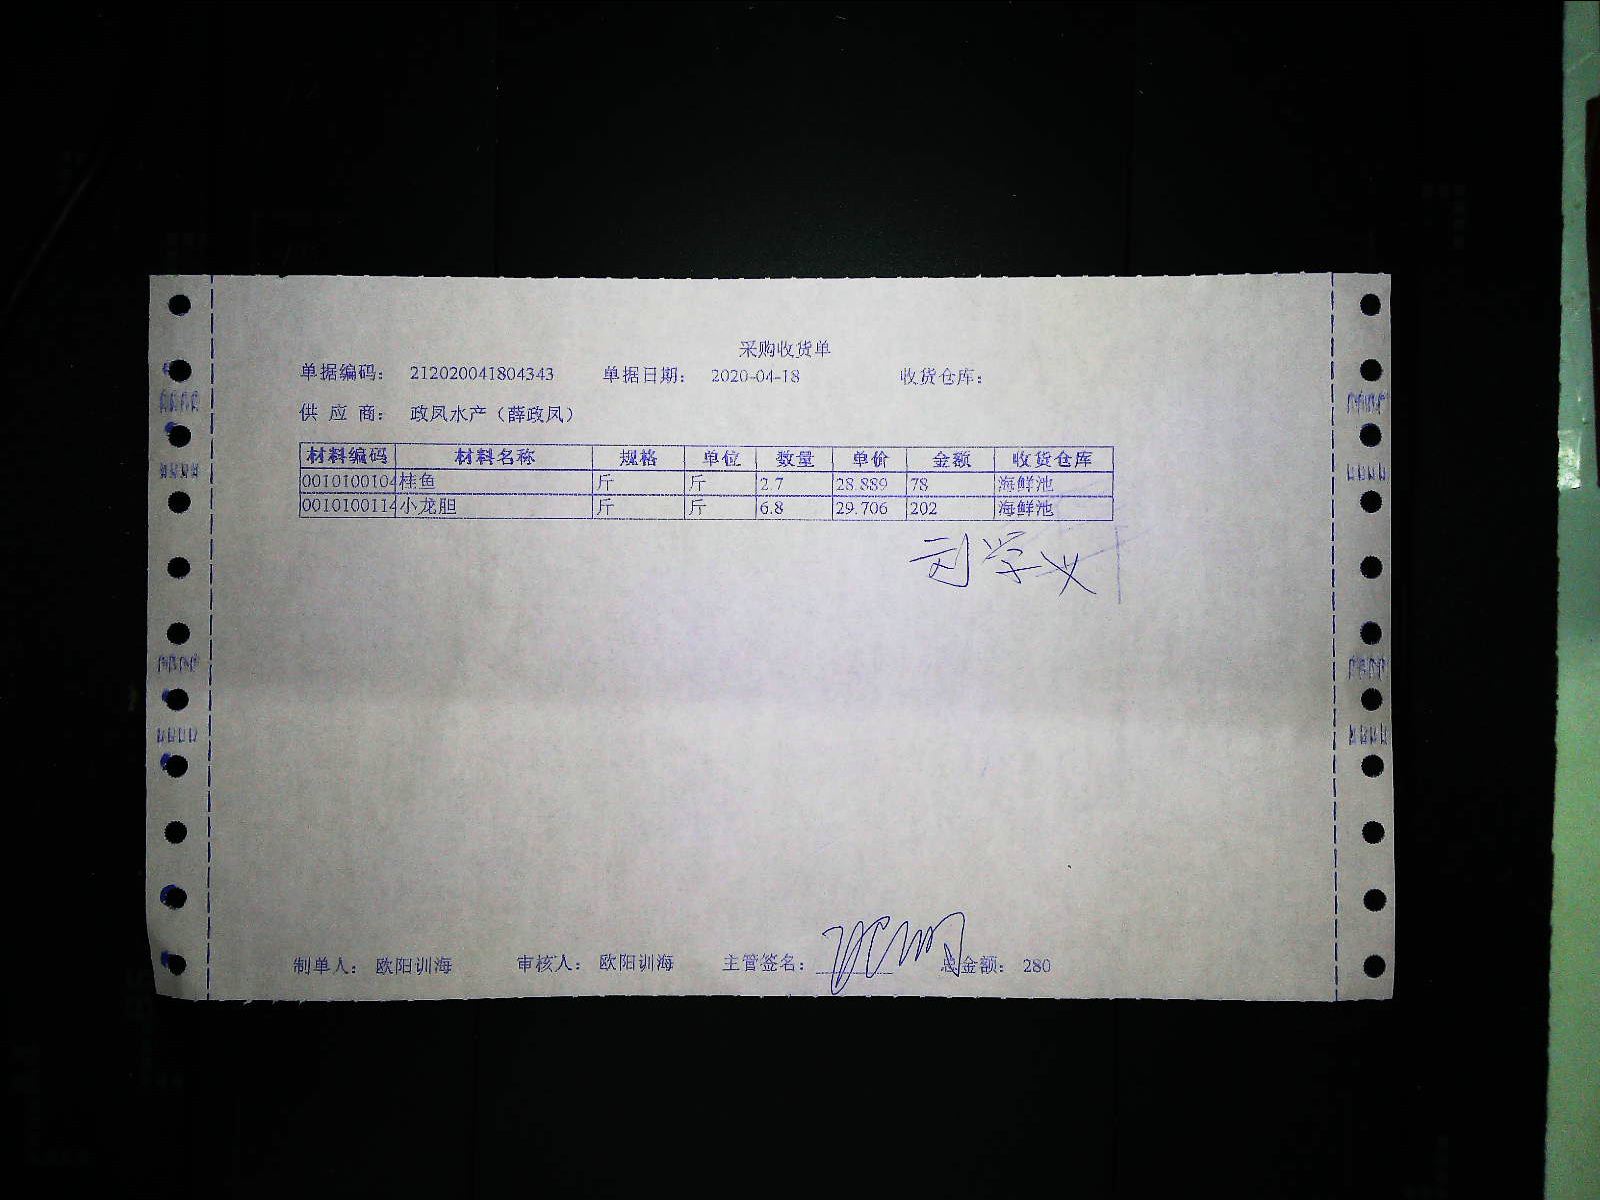 采购收货单
单据编码: 212020041804343 单据日期: 2020-04-18 收货仓库:
供 应 商: 政凤水产（薛政凤）
材料编码 材料名称 规格 单位 数量 单价 金额 收货仓库
0010100104 桂鱼 斤 斤 2.7 28.889 78 海鲜池
0010100114 小龙胆 斤 斤 6.8 29.706 202 海鲜池
刘学义
制单人: 欧阳训海 审核人: 欧阳训海 主管签名: 总金额: 280